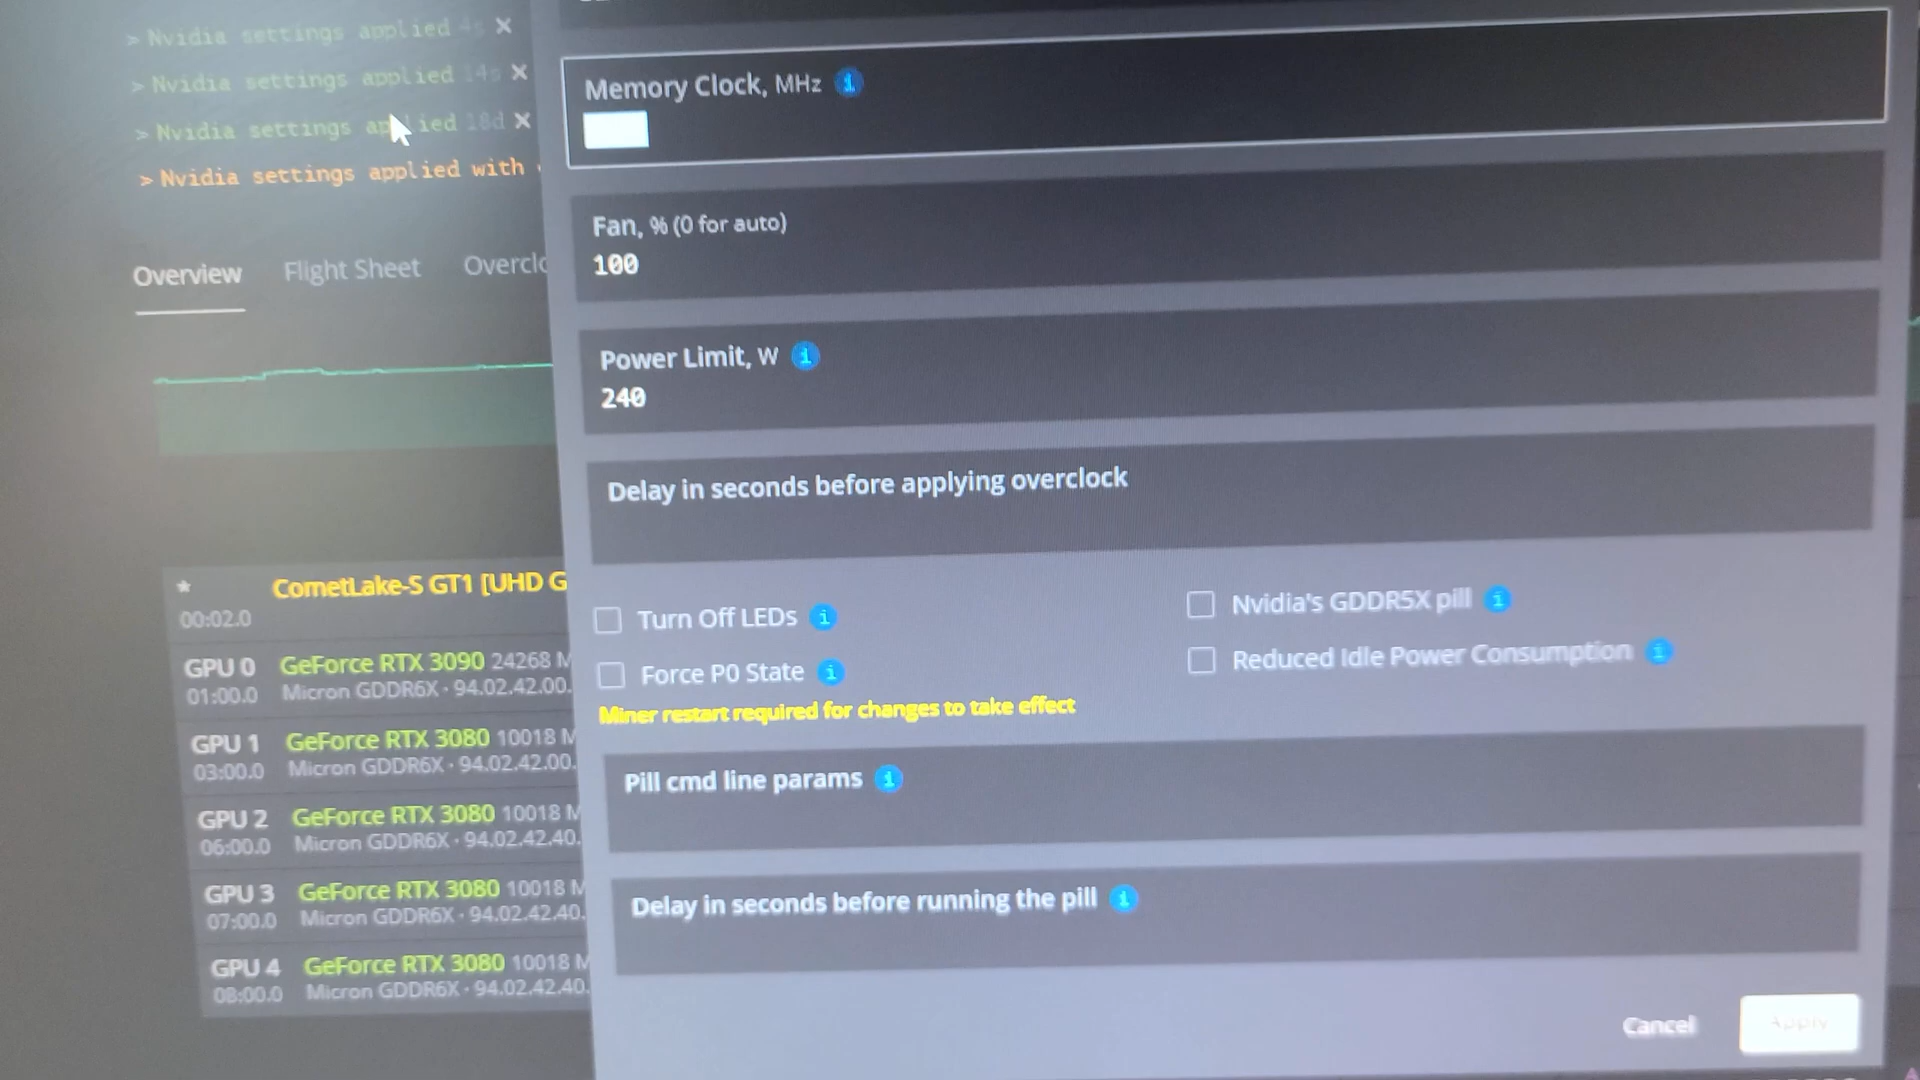 > Nvidia settings applied 4s ×
> Nvidia settings applied 14s ×
> Nvidia settings applied 18d ×
> Nvidia settings applied with
Overview Flight Sheet Overclo
* CometLake-S GT1 [UHD G
00:02.0
GPU 0 GeForce RTX 3090 24268 M
01:00.0 Micron GDDR6X · 94.02.42.00.
GPU 1 GeForce RTX 3080 10018 M
03:00.0 Micron GDDR6X · 94.02.42.00.
GPU 2 GeForce RTX 3080 10018 M
06:00.0 Micron GDDR6X · 94.02.42.40.
GPU 3 GeForce RTX 3080 10018 M
07:00.0 Micron GDDR6X · 94.02.42.40.
GPU 4 GeForce RTX 3080 10018 M
08:00.0 Micron GDDR6X · 94.02.42.40.
Memory Clock, MHz i
Fan, % (0 for auto)
100
Power Limit, W i
240
Delay in seconds before applying overclock
Turn Off LEDs i
Nvidia's GDDR5X pill i
Force P0 State i
Reduced Idle Power Consumption i
Miner restart required for changes to take effect
Pill cmd line params i
Delay in seconds before running the pill i
Cancel Apply